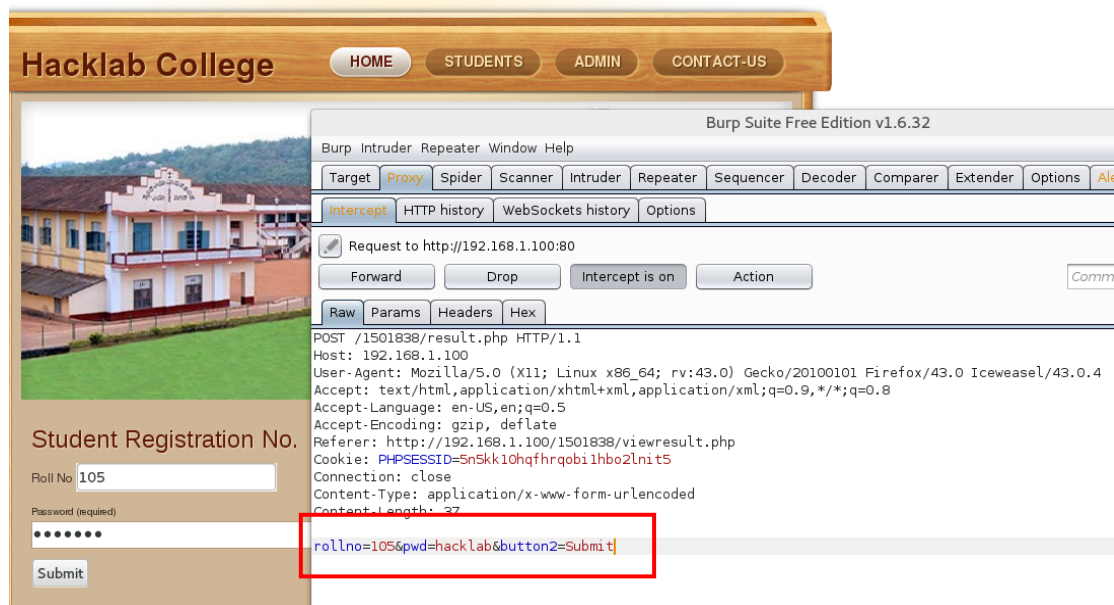 Hacklab College
HOME STUDENTS ADMIN CONTACT-US
Burp Suite Free Edition v1.6.32
Burp Intruder Repeater Window Help
Target Proxy Spider Scanner Intruder Repeater Sequencer Decoder Comparer Extender Options Ale
Intercept HTTP history WebSockets history Options
Request to http://192.168.1.100:80
Forward Drop Intercept is on Action Comm
Raw Params Headers Hex
POST /1501838/result.php HTTP/1.1
Host: 192.168.1.100
User-Agent: Mozilla/5.0 (X11; Linux x86_64; rv:43.0) Gecko/20100101 Firefox/43.0 Iceweasel/43.0.4
Accept: text/html,application/xhtml+xml,application/xml;q=0.9,*/*;q=0.8
Accept-Language: en-US,en;q=0.5
Accept-Encoding: gzip, deflate
Referer: http://192.168.1.100/1501838/viewresult.php
Cookie: PHPSESSID=5n5kk10hqfhrqobi1hbo2lnit5
Connection: close
Content-Type: application/x-www-form-urlencoded
Content-Length: 37
rollno=105&pwd=hacklab&button2=Submit
Student Registration No.
Roll No 105
Password (required)
•••••••
Submit